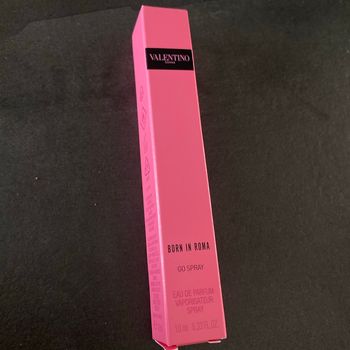 VALENTINO
BORN IN ROMA
GO SPRAY
EAU DE PARFUM
VAPORISATEUR
SPRAY
10 ml 0.33 FL.OZ